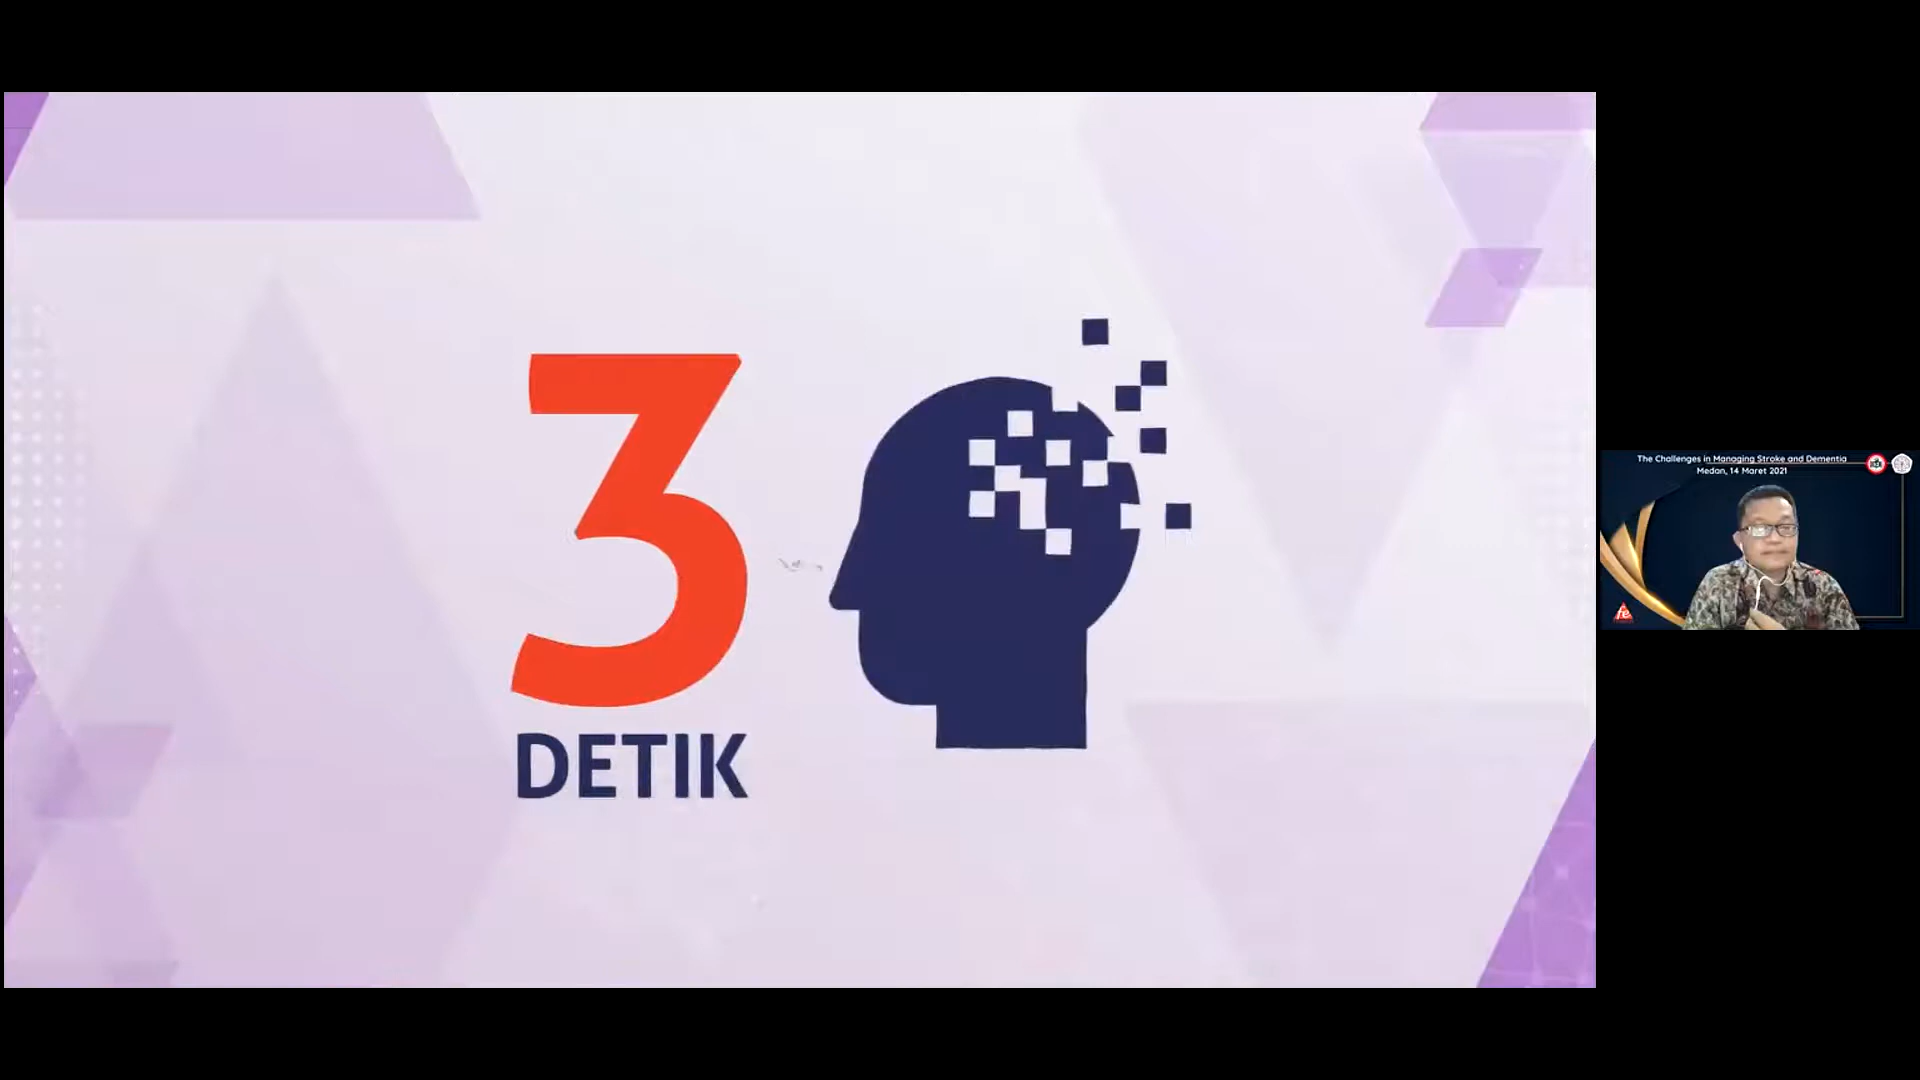 3
DETIK
The Challenges in Managing Stroke and Dementia
Medan, 14 Maret 2021